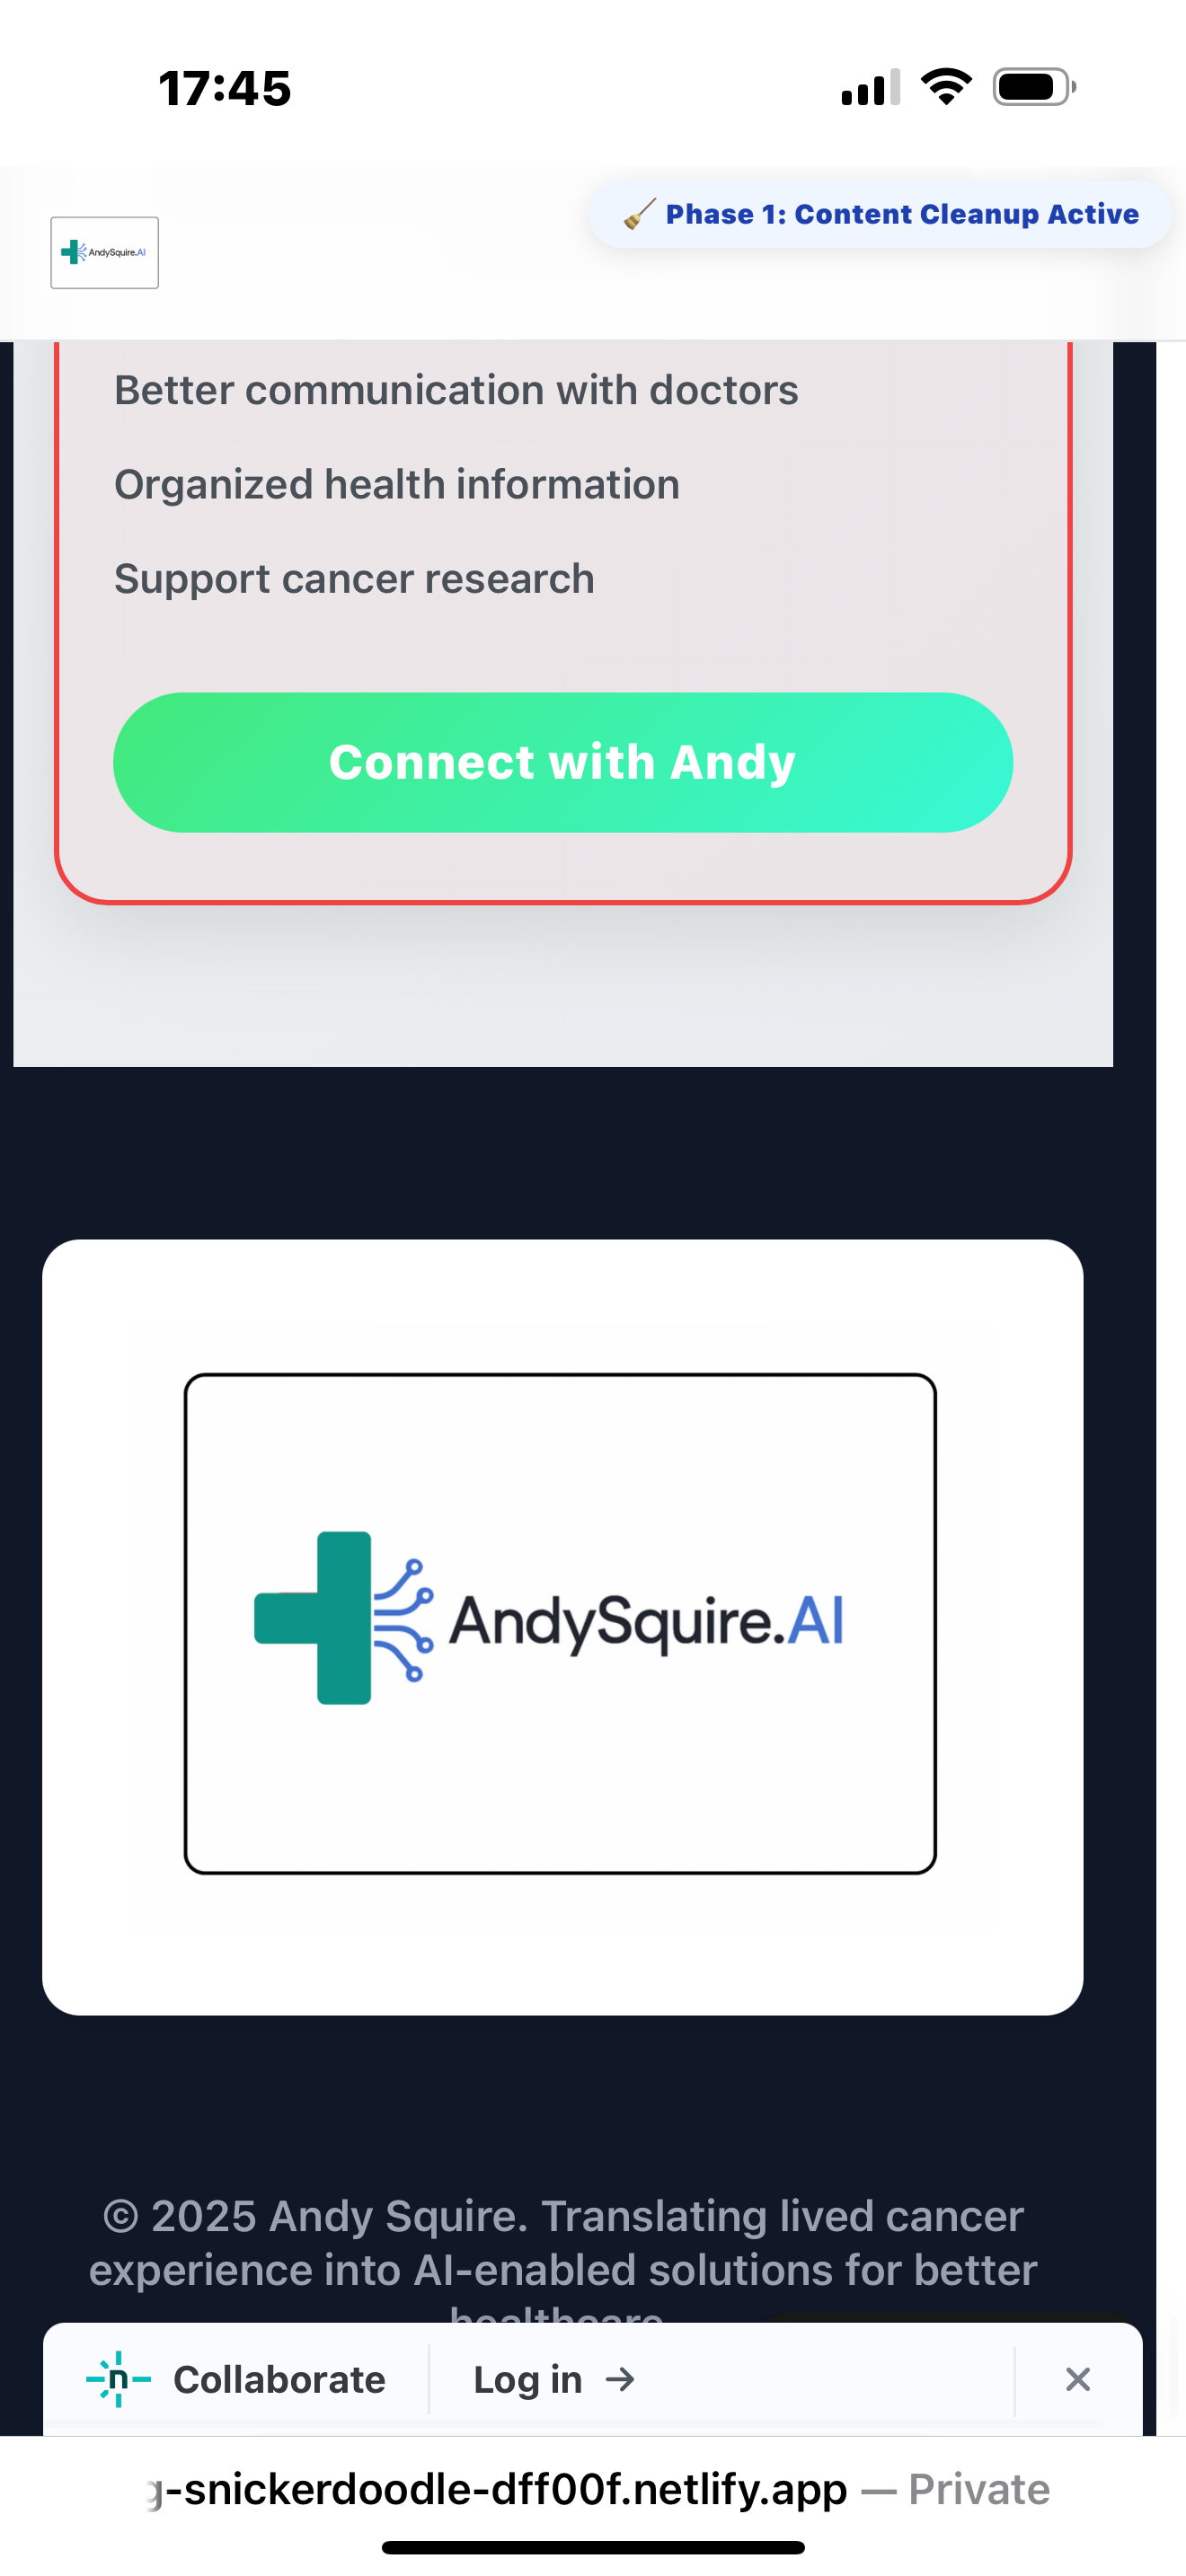 17:45
AndySquire.AI
🧹 Phase 1: Content Cleanup Active
Better communication with doctors
Organized health information
Support cancer research
Connect with Andy
AndySquire.AI
© 2025 Andy Squire. Translating lived cancer
experience into AI-enabled solutions for better
healthcare
n Collaborate
Log in →
g-snickerdoodle-dff00f.netlify.app — Private